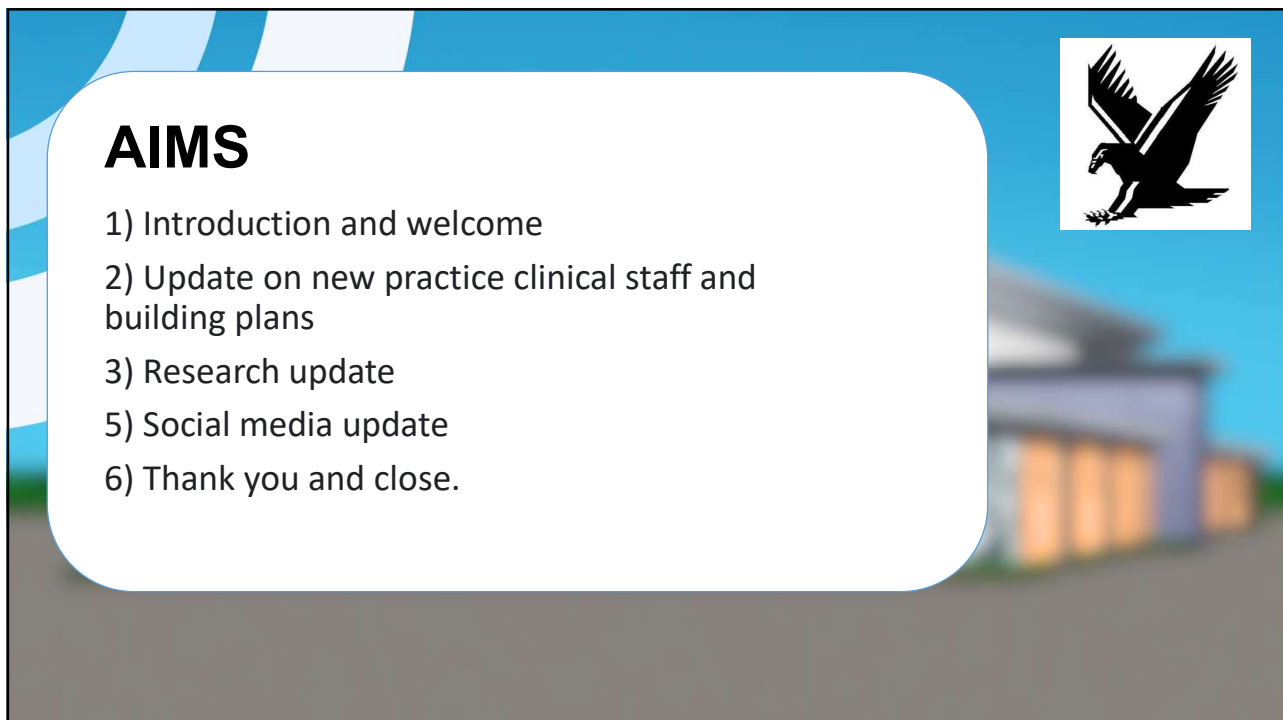 AIMS
1) Introduction and welcome
2) Update on new practice clinical staff and
building plans
3) Research update
5) Social media update
6) Thank you and close.